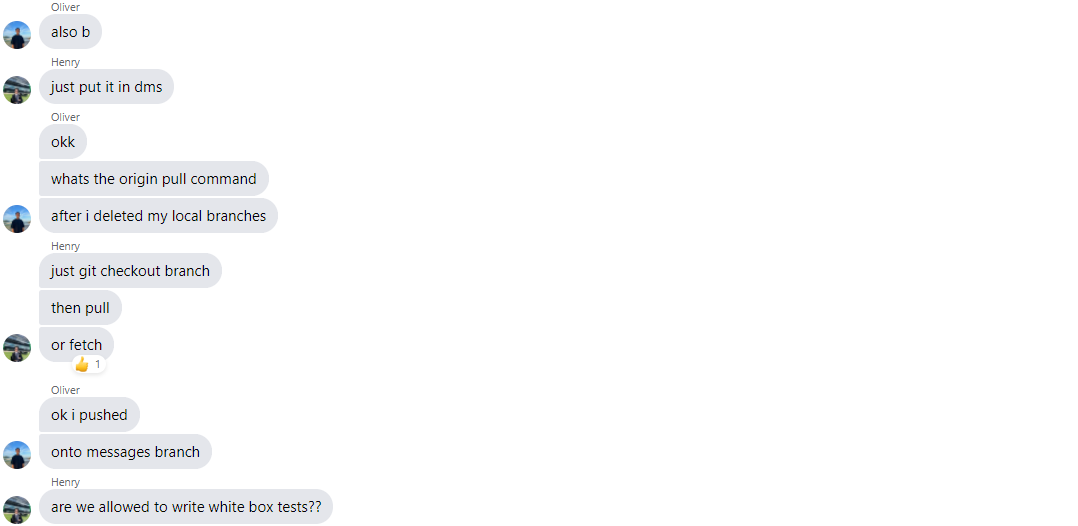 Oliver
also b
Henry
just put it in dms
Oliver
okk
whats the origin pull command
after i deleted my local branches
Henry
just git checkout branch
then pull
or fetch
👍 1
Oliver
ok i pushed
onto messages branch
Henry
are we allowed to write white box tests??